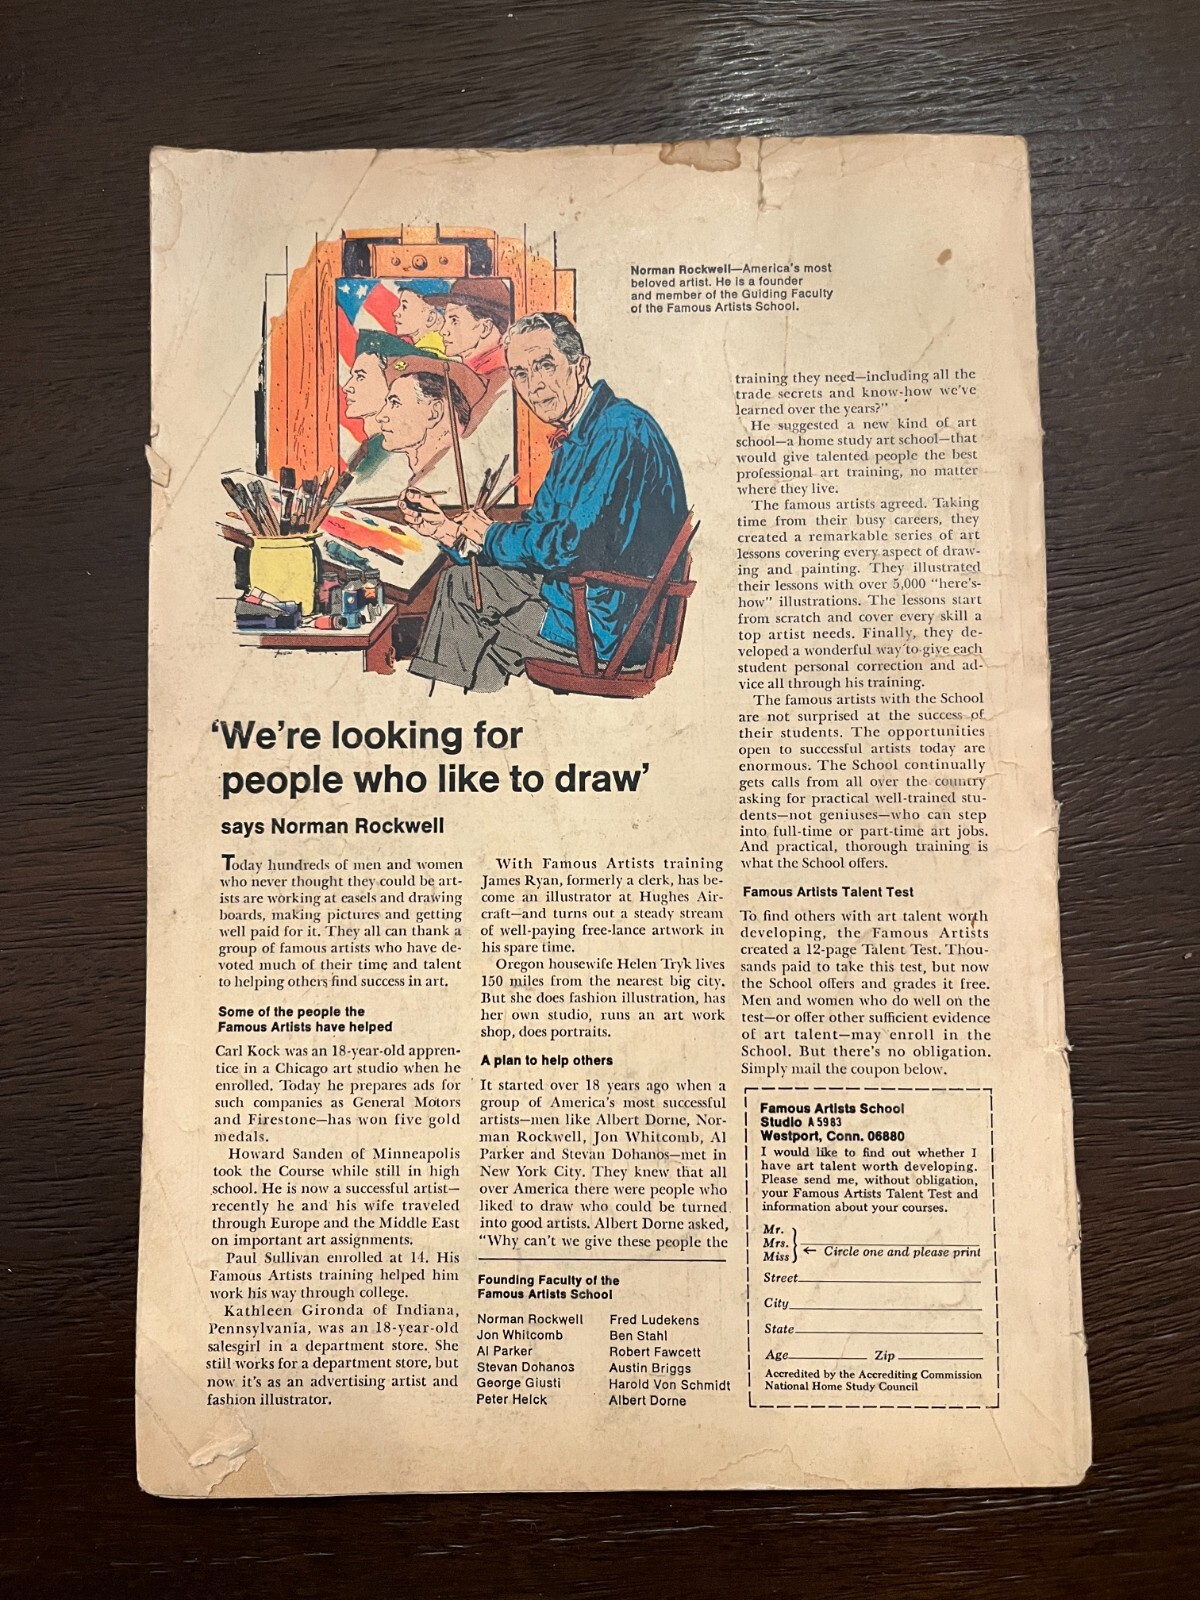 Norman Rockwell—America's most
beloved artist. He is a founder
and member of the Guiding Faculty
of the Famous Artists School.
'We're looking for
people who like to draw'
says Norman Rockwell
Today hundreds of men and women
who never thought they could be art-
ists are working at easels and drawing
boards, making pictures and getting
well paid for it. They all can thank a
group of famous artists who have de-
voted much of their time and talent
to helping others find success in art.
Some of the people the
Famous Artists have helped
Carl Kock was an 18-year-old appren-
tice in a Chicago art studio when he
enrolled. Today he prepares ads for
such companies as General Motors
and Firestone—has won five gold
medals.
Howard Sanden of Minneapolis
took the Course while still in high
school. He is now a successful artist—
recently he and his wife traveled
through Europe and the Middle East
on important art assignments.
Paul Sullivan enrolled at 14. His
Famous Artists training helped him
work his way through college.
Kathleen Gironda of Indiana,
Pennsylvania, was an 18-year-old
salesgirl in a department store. She
still works for a department store, but
now it's as an advertising artist and
fashion illustrator.
With Famous Artists training
James Ryan, formerly a clerk, has be-
come an illustrator at Hughes Air-
craft—and turns out a steady stream
of well-paying free-lance artwork in
his spare time.
Oregon housewife Helen Tryk lives
150 miles from the nearest big city.
But she does fashion illustration, has
her own studio, runs an art work
shop, does portraits.
A plan to help others
It started over 18 years ago when a
group of America's most successful
artists—men like Albert Dorne, Nor-
man Rockwell, Jon Whitcomb, Al
Parker and Stevan Dohanos—met in
New York City. They knew that all
over America there were people who
liked to draw who could be turned
into good artists. Albert Dorne asked,
"Why can't we give these people the
training they need—including all the
trade secrets and know-how we've
learned over the years?"
He suggested a new kind of art
school—a home study art school—that
would give talented people the best
professional art training, no matter
where they live.
The famous artists agreed. Taking
time from their busy careers, they
created a remarkable series of art
lessons covering every aspect of draw-
ing and painting. They illustrated
their lessons with over 5,000 "here's-
how" illustrations. The lessons start
from scratch and cover every skill a
top artist needs. Finally, they de-
veloped a wonderful way to give each
student personal correction and ad-
vice all through his training.
The famous artists with the School
are not surprised at the success of
their students. The opportunities
open to successful artists today are
enormous. The School continually
gets calls from all over the country
asking for practical well-trained stu-
dents—not geniuses—who can step
into full-time or part-time art jobs.
And practical, thorough training is
what the School offers.
Famous Artists Talent Test
To find others with art talent worth
developing, the Famous Artists
created a 12-page Talent Test. Thou-
sands paid to take this test, but now
the School offers and grades it free.
Men and women who do well on the
test—or offer other sufficient evidence
of art talent—may enroll in the
School. But there's no obligation.
Simply mail the coupon below.
Founding Faculty of the
Famous Artists School
Norman Rockwell
Jon Whitcomb
Al Parker
Stevan Dohanos
George Giusti
Peter Helck
Fred Ludekens
Ben Stahl
Robert Fawcett
Austin Briggs
Harold Von Schmidt
Albert Dorne
Famous Artists School
Studio A5983
Westport, Conn. 06880
I would like to find out whether I
have art talent worth developing.
Please send me, without obligation,
your Famous Artists Talent Test and
information about your courses.
Mr.
Mrs.
Miss
← Circle one and please print
Street
City
State
Age Zip
Accredited by the Accrediting Commission
National Home Study Council